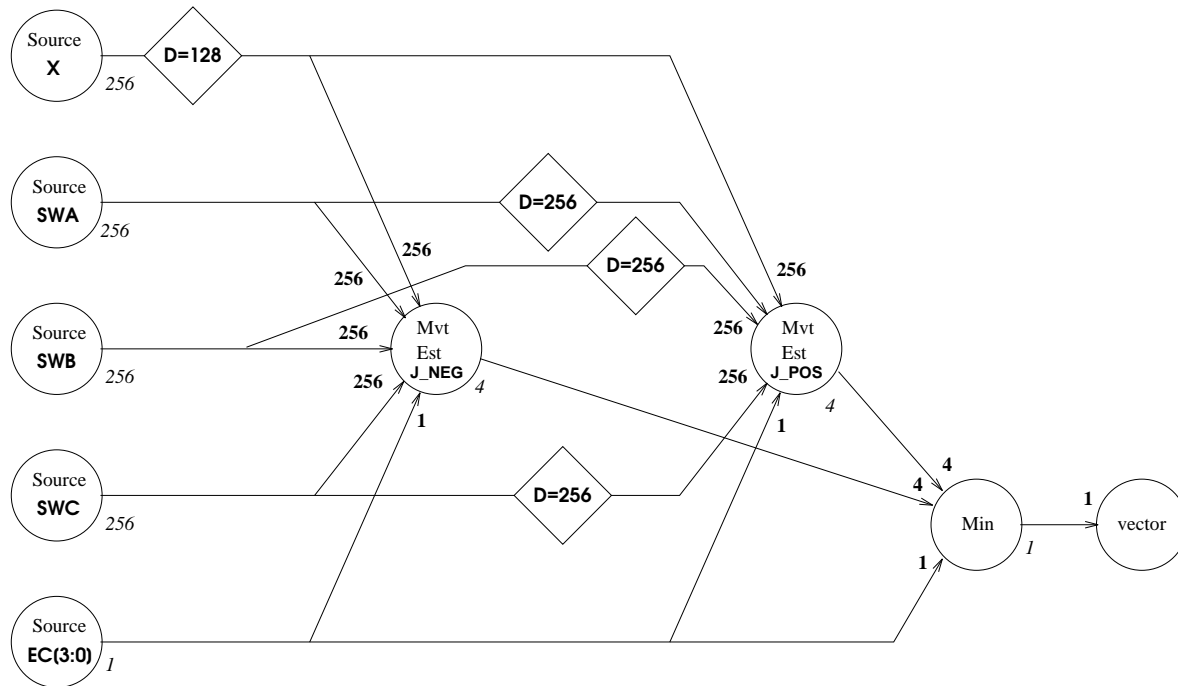 Source
X
256
D=128
Source
SWA
256
D=256
D=256
256
256
256
Source
SWB
256
256
Mvt
Est
J_NEG
4
256
Mvt
Est
J_POS
4
256
256
1
1
Source
SWC
256
D=256
4
4
Min
1
1
vector
1
Source
EC(3:0)
1